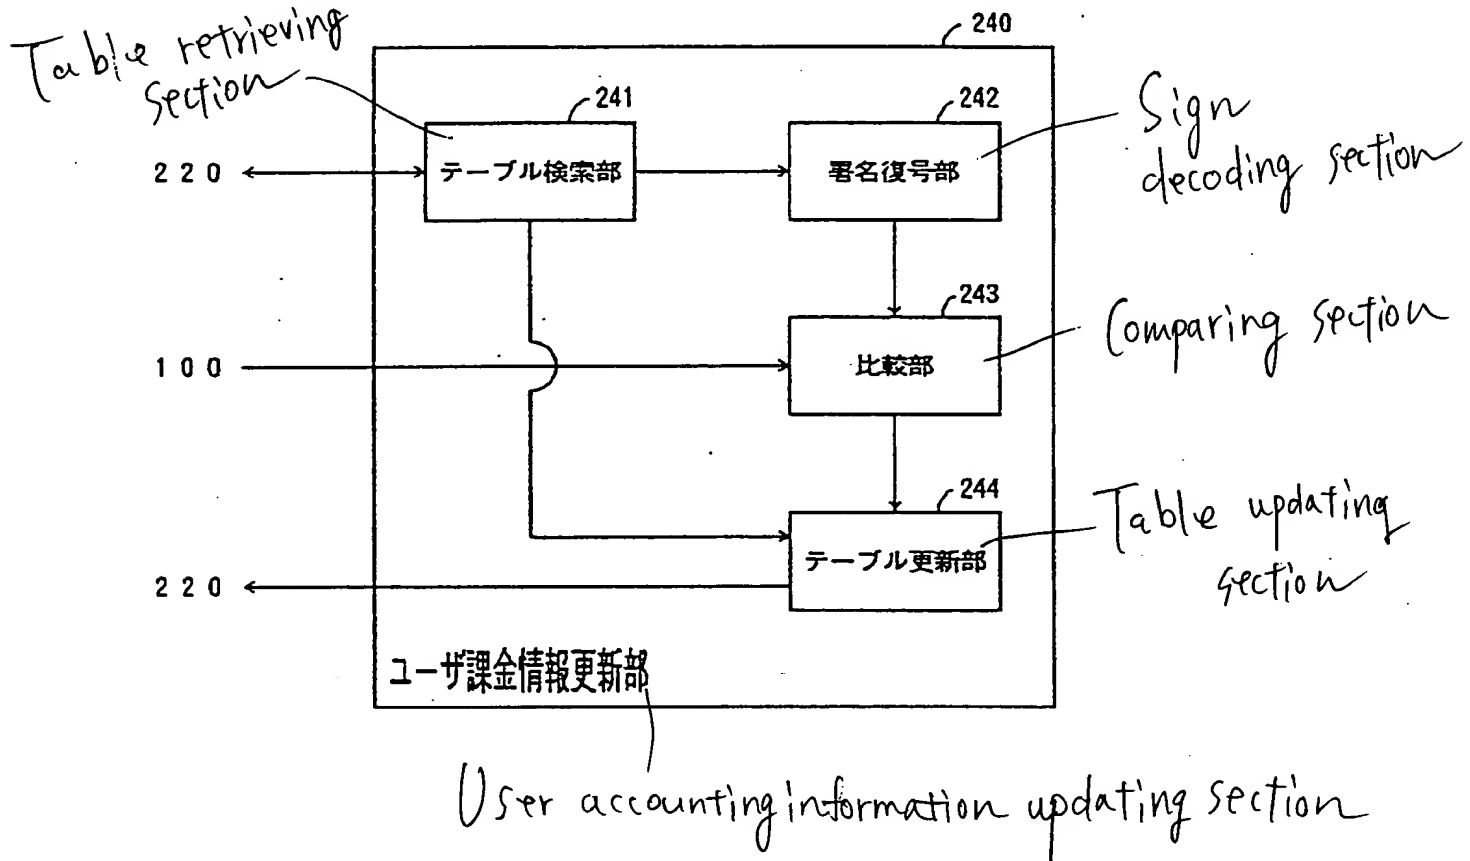 240
Table retrieving
section
241
242
Sign
decoding section
220
テーブル検索部
署名復号部
243
Comparing section
100
比較部
244
Table updating
section
テーブル更新部
220
ユーザ課金情報更新部
User accounting information updating section